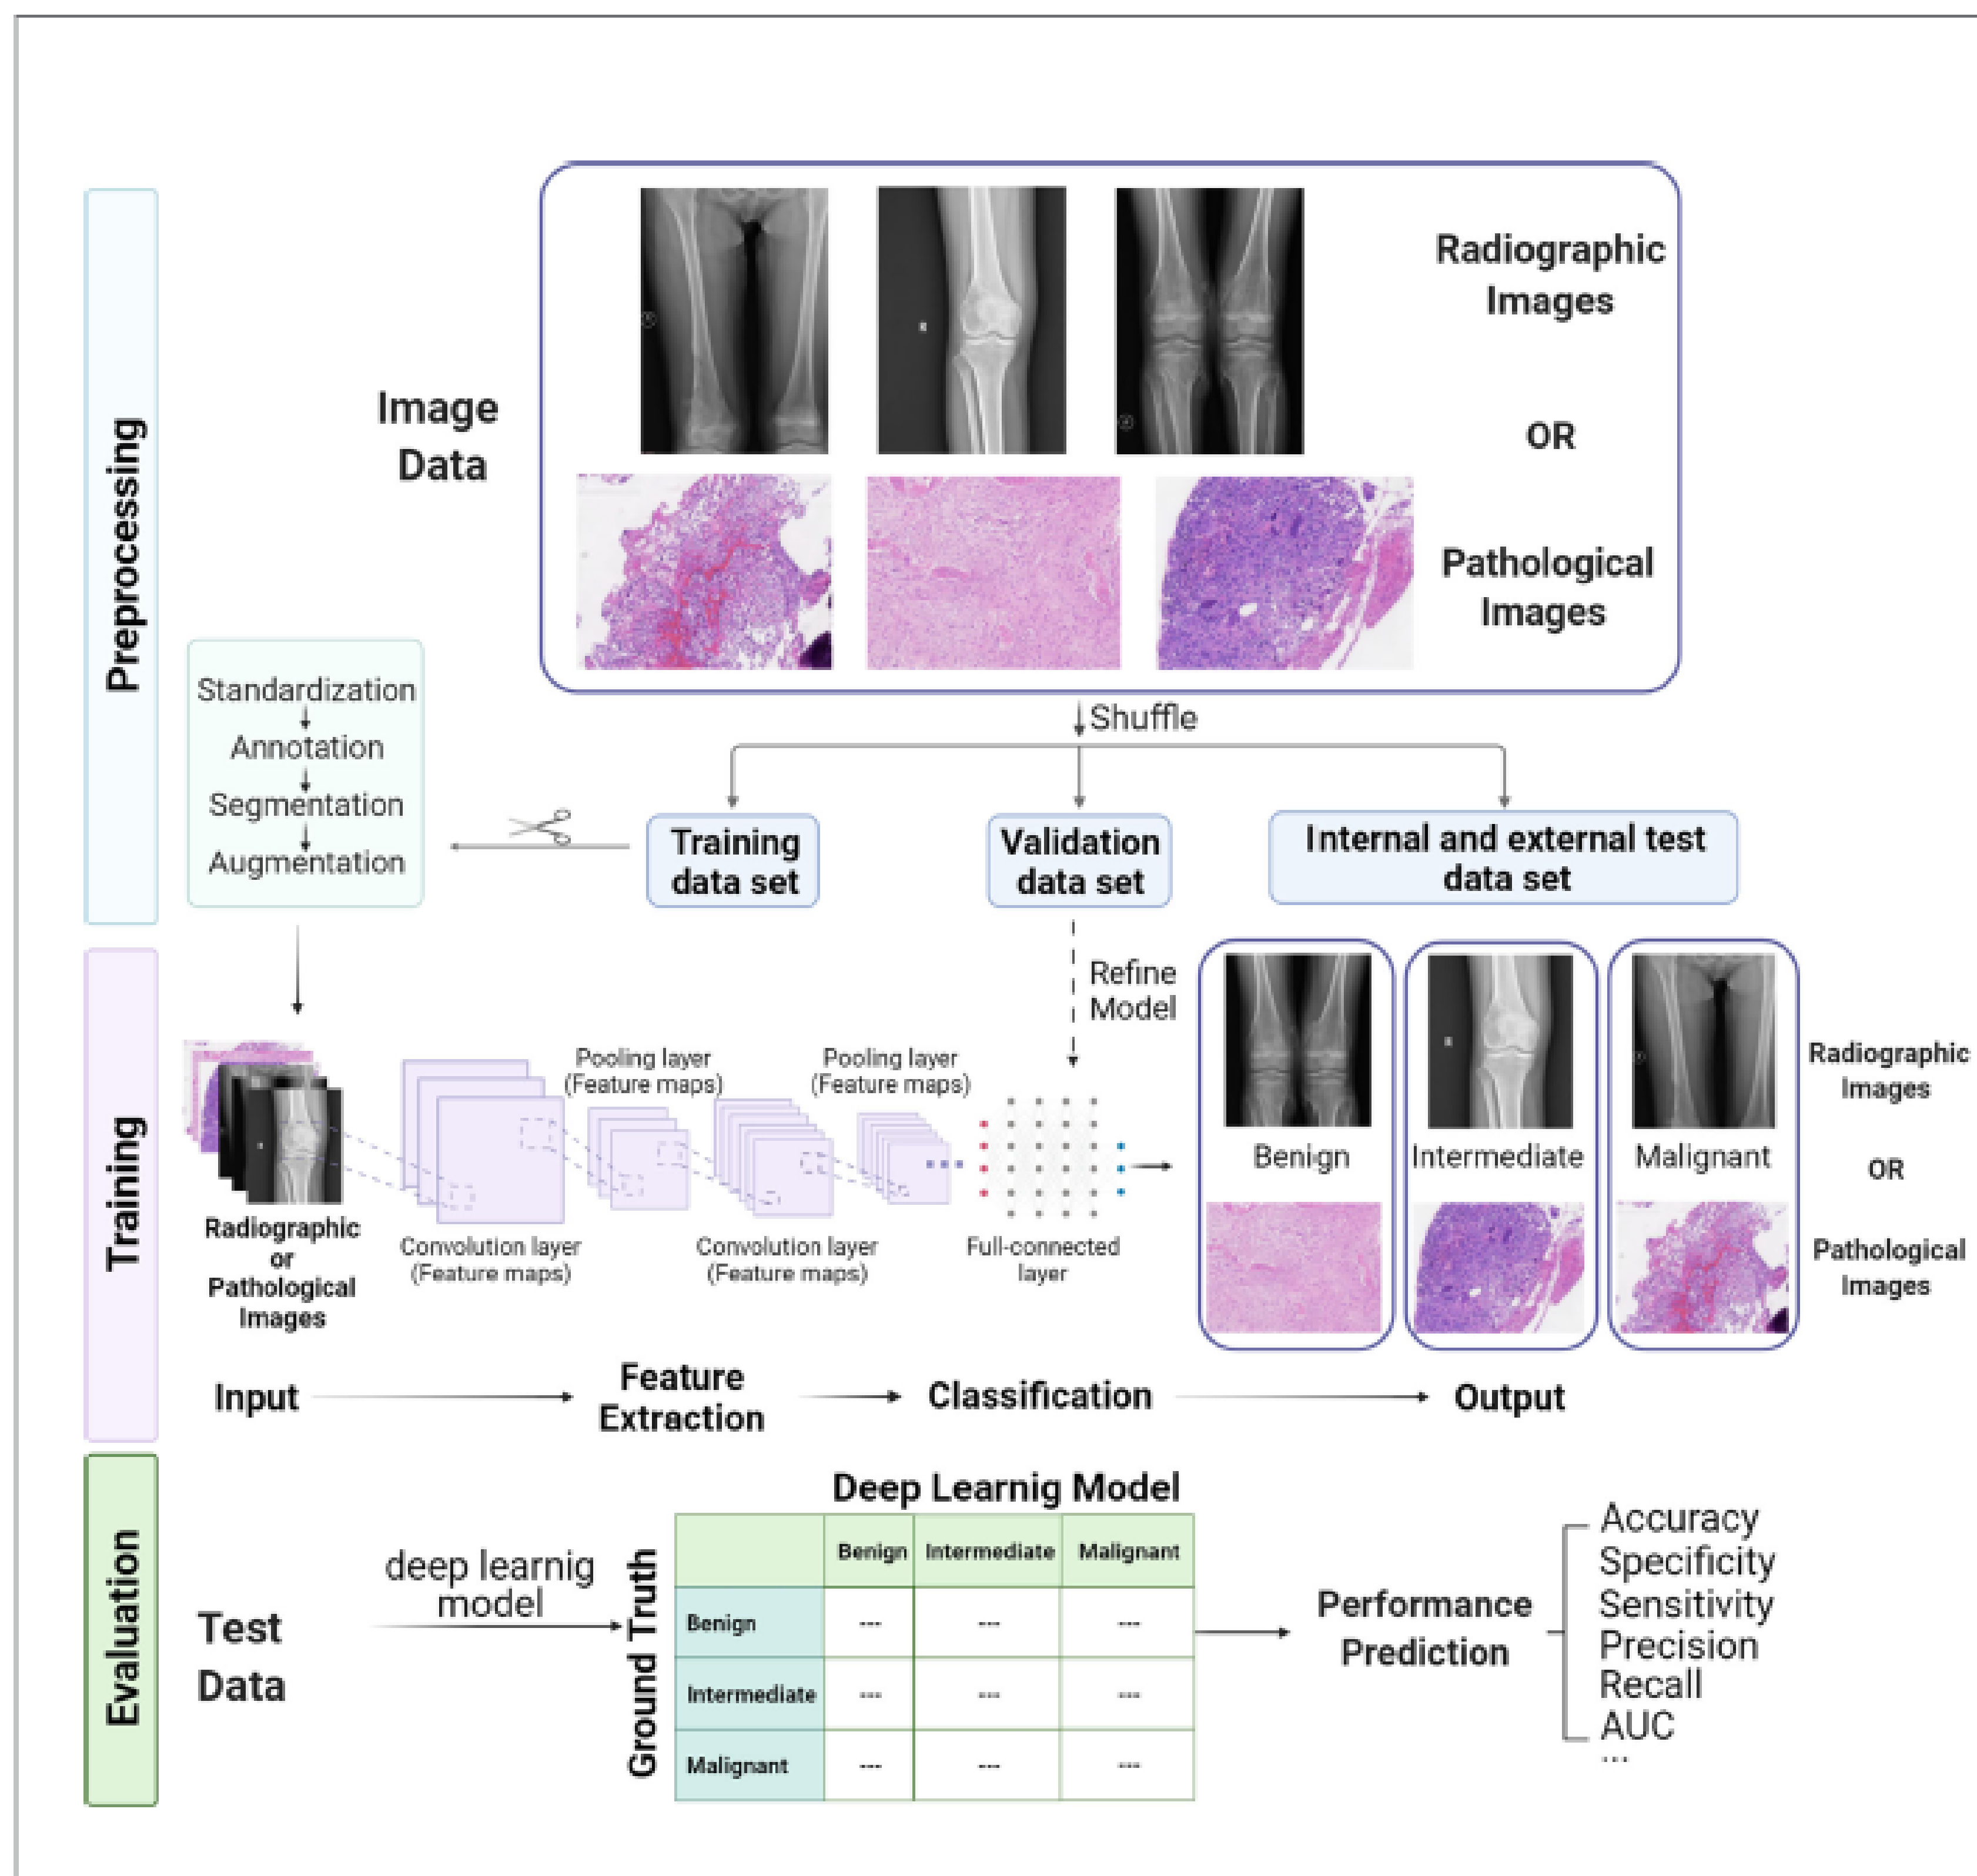 Preprocessing
Image
Data
Radiographic
Images
OR
Pathological
Images
Shuffle
Standardization
Annotation
Segmentation
Augmentation
Training
data set
Validation
data set
Internal and external test
data set
Training
Refine
Model
Pooling layer
(Feature maps)
Pooling layer
(Feature maps)
Radiographic
or
Pathological
Images
Convolution layer
(Feature maps)
Convolution layer
(Feature maps)
Full-connected
layer
Benign
Intermediate
Malignant
Radiographic
Images
OR
Pathological
Images
Input
Feature
Extraction
Classification
Output
Evaluation
Test
Data
deep learnig
model
Deep Learnig Model
Ground Truth
Benign
Intermediate
Malignant
Benign
---
---
---
Intermediate
---
---
---
Malignant
---
---
---
Performance
Prediction
Accuracy
Specificity
Sensitivity
Precision
Recall
AUC
...